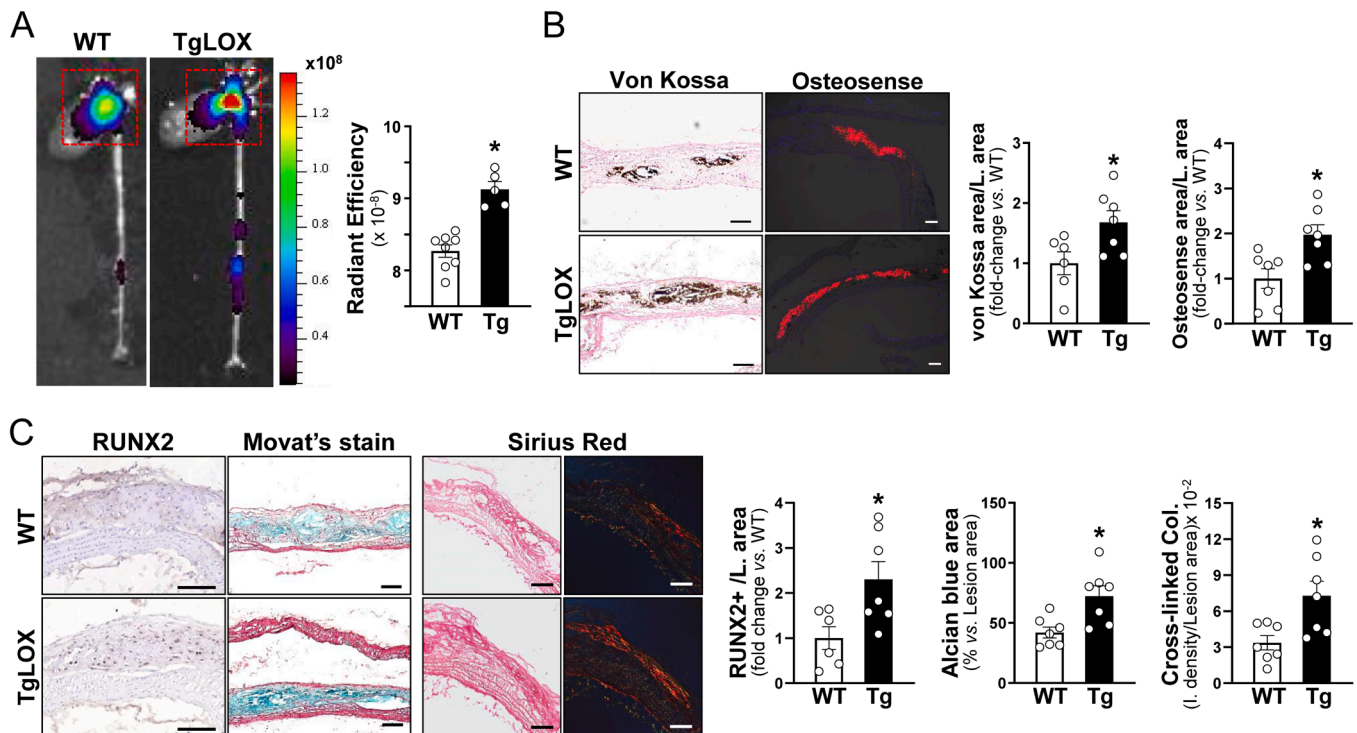 A
WT
TgLOX
x10⁸
1.2
1.0
0.8
0.6
0.4
Radiant Efficiency
(x 10⁻⁸)
10
9
8
*
WT
Tg
B
Von Kossa
Osteosense
WT
TgLOX
von Kossa area/L. area
(fold-change vs. WT)
3
2
1
0
*
WT
Tg
Osteosense area/L. area
(fold-change vs. WT)
4
2
0
*
WT
Tg
C
RUNX2
Movat's stain
Sirius Red
WT
TgLOX
RUNX2+ /L. area
(fold change vs. WT)
4
2
1
0
*
WT
Tg
Alcian blue area
(% vs. Lesion area)
150
100
50
0
*
WT
Tg
Cross-linked Col.
(I. density/Lesion area)x 10⁻²
15
12
9
6
3
0
*
WT
Tg